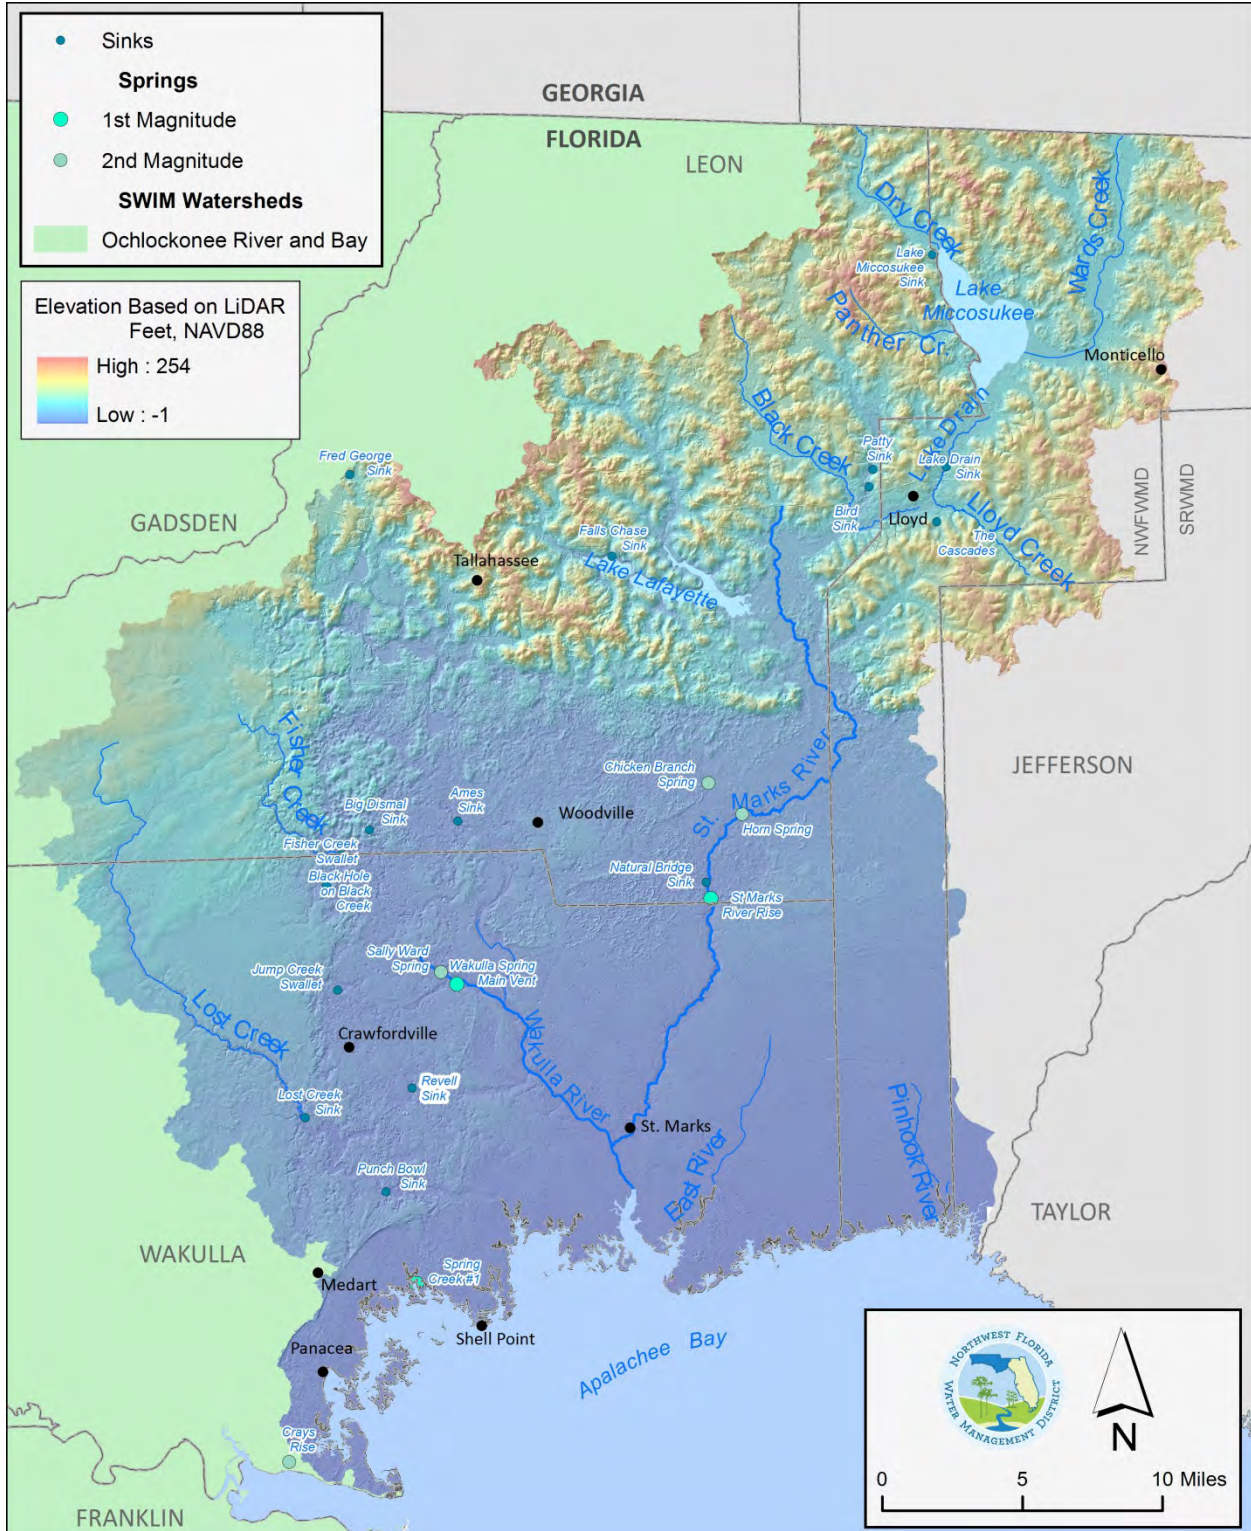 Sinks
Springs
1st Magnitude
2nd Magnitude
SWIM Watersheds
Ochlockonee River and Bay
Elevation Based on LiDAR
Feet, NAVD88
High : 254
Low : -1
GEORGIA
FLORIDA
LEON
Dry Creek
Wards Creek
Lake
Miccosukee
Sink
Lake
Miccosukee
Panther Cr.
Monticello
Black Creek
Lake Drain
Patty
Sink
Lake Drain
Sink
Fred George
Sink
GADSDEN
Bird
Sink
Lloyd
Lloyd Creek
The
Cascades
NWFWMD
SRWMD
Falls Chase
Sink
Tallahassee
Lake Lafayette
Fisher Creek
Chicken Branch
Spring
St. Marks River
JEFFERSON
Big Dismal
Sink
Ames
Sink
Woodville
Horn Spring
Fisher Creek
Swallet
Black Hole
on Black
Creek
Natural Bridge
Sink
St Marks
River Rise
Sally Ward
Spring
Wakulla Spring
Main Vent
Jump Creek
Swallet
Lost Creek
Crawfordville
Wakulla River
Revell
Sink
Lost Creek
Sink
St. Marks
East River
Pinhook River
Punch Bowl
Sink
TAYLOR
WAKULLA
Medart
Spring
Creek #1
Shell Point
Panacea
Apalachee Bay
Crays
Rise
FRANKLIN
NORTHWEST FLORIDA
WATER MANAGEMENT DISTRICT
N
0 5 10 Miles